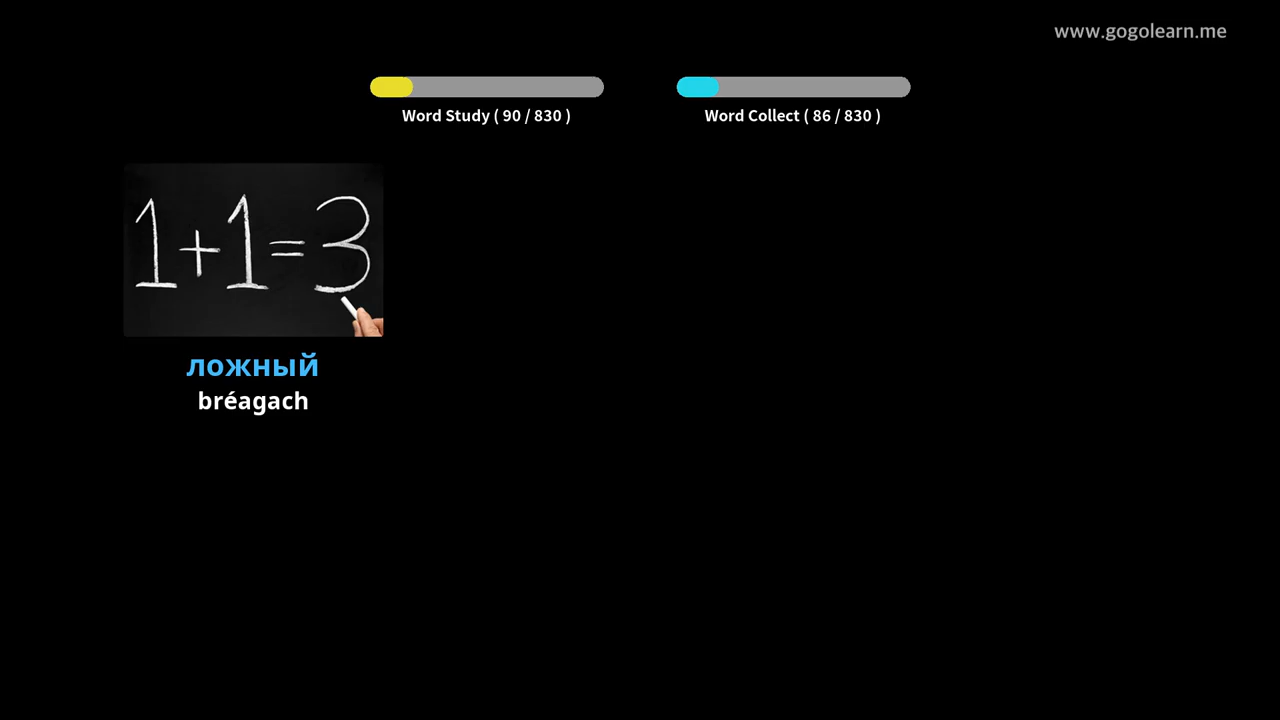 www.gogolearn.me
Word Study ( 90 / 830 )
Word Collect ( 86 / 830 )
1+1=3
ложный
bréagach